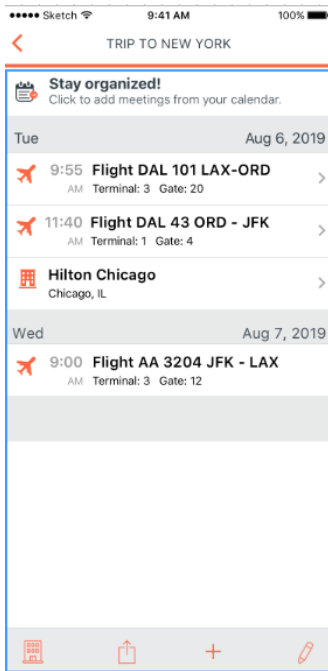 Sketch 9:41 AM 100%
TRIP TO NEW YORK
Stay organized!
Click to add meetings from your calendar.
Tue Aug 6, 2019
9:55 Flight DAL 101 LAX-ORD
AM Terminal: 3 Gate: 20
11:40 Flight DAL 43 ORD - JFK
AM Terminal: 1 Gate: 4
Hilton Chicago
Chicago, IL
Wed Aug 7, 2019
9:00 Flight AA 3204 JFK - LAX
AM Terminal: 3 Gate: 12